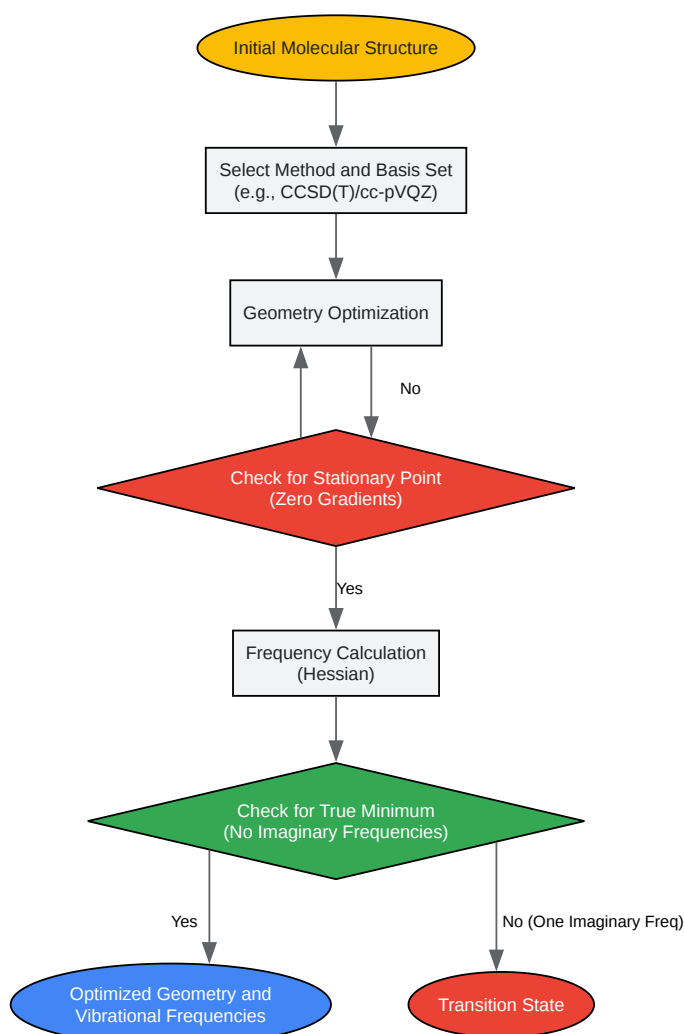 Initial Molecular Structure
Select Method and Basis Set
(e.g., CCSD(T)/cc-pVQZ)
Geometry Optimization
No
Check for Stationary Point
(Zero Gradients)
Yes
Frequency Calculation
(Hessian)
Check for True Minimum
(No Imaginary Frequencies)
Yes
No (One Imaginary Freq)
Optimized Geometry and
Vibrational Frequencies
Transition State